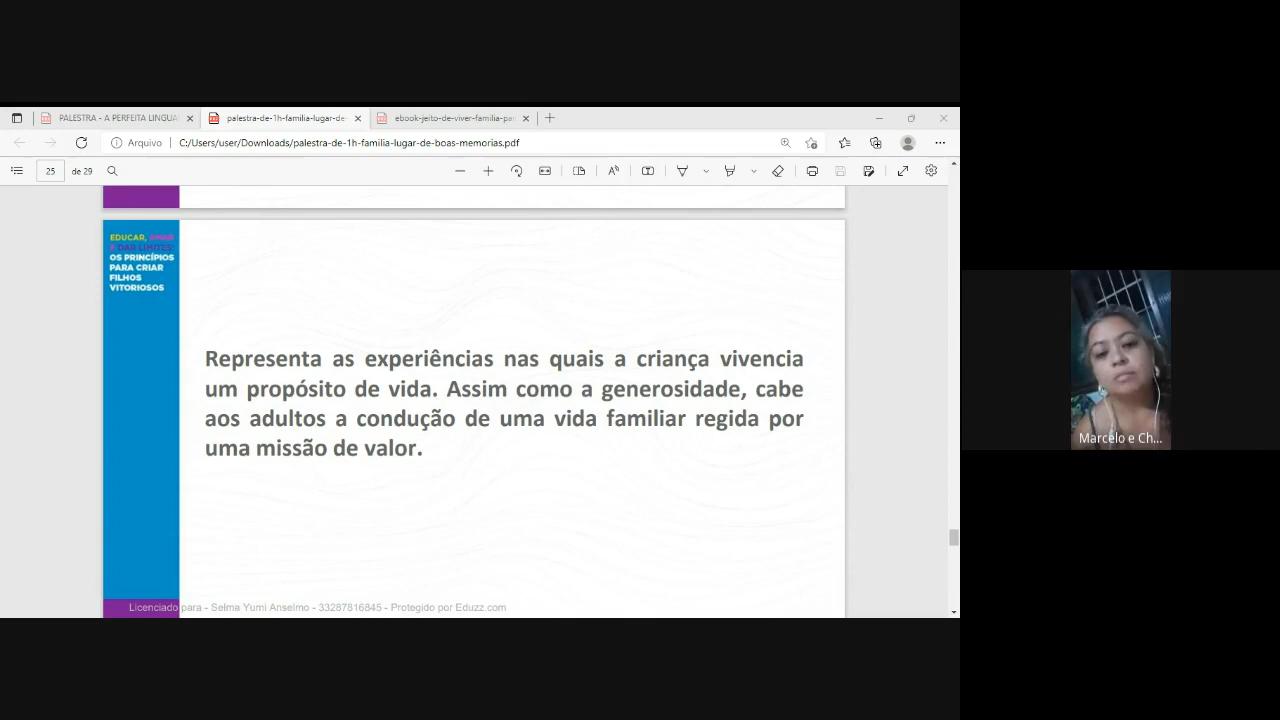 PALESTRA - A PERFEITA LINGUA
palestra-de-1h-familia-lugar-de-
ebook-jeito-de-viver-familia-pa
Arquivo
C:/Users/user/Downloads/palestra-de-1h-familia-lugar-de-boas-memorias.pdf
25 de 29
EDUCAR, AMAR
E DAR LIMITES:
OS PRINCÍPIOS
PARA CRIAR
FILHOS
VITORIOSOS
Representa as experiências nas quais a criança vivencia
um propósito de vida. Assim como a generosidade, cabe
aos adultos a condução de uma vida familiar regida por
uma missão de valor.
Licenciado para - Selma Yumi Anselmo - 33287816845 - Protegido por Eduzz.com
Marcelo e Ch...